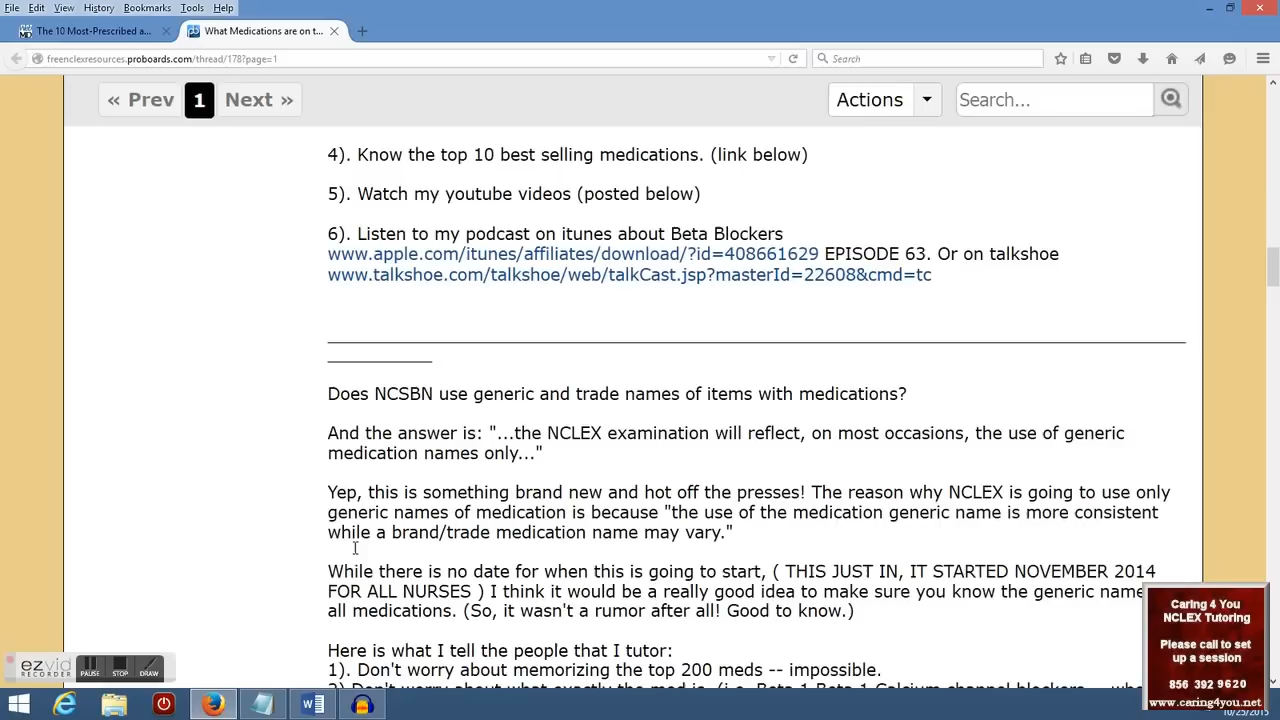 File Edit View History Bookmarks Tools Help
The 10 Most-Prescribed a...
What Medications are on t...
freenclexresources.proboards.com/thread/178?page=1
Search
« Prev 1 Next »
Actions
Search...
4). Know the top 10 best selling medications. (link below)
5). Watch my youtube videos (posted below)
6). Listen to my podcast on itunes about Beta Blockers
www.apple.com/itunes/affiliates/download/?id=408661629 EPISODE 63. Or on talkshoe
www.talkshoe.com/talkshoe/web/talkCast.jsp?masterId=22608&cmd=tc
Does NCSBN use generic and trade names of items with medications?
And the answer is: "...the NCLEX examination will reflect, on most occasions, the use of generic
medication names only..."
Yep, this is something brand new and hot off the presses! The reason why NCLEX is going to use only
generic names of medication is because "the use of the medication generic name is more consistent
while a brand/trade medication name may vary."
While there is no date for when this is going to start, ( THIS JUST IN, IT STARTED NOVEMBER 2014
FOR ALL NURSES ) I think it would be a really good idea to make sure you know the generic name
all medications. (So, it wasn't a rumor after all! Good to know.)
Here is what I tell the people that I tutor:
1). Don't worry about memorizing the top 200 meds -- impossible.
Caring 4 You
NCLEX Tutoring
Please call to set
up a session
856 392 9620
www.caring4you.net
ezvid
RECORDER
PAUSE STOP DRAW
10/25/2015